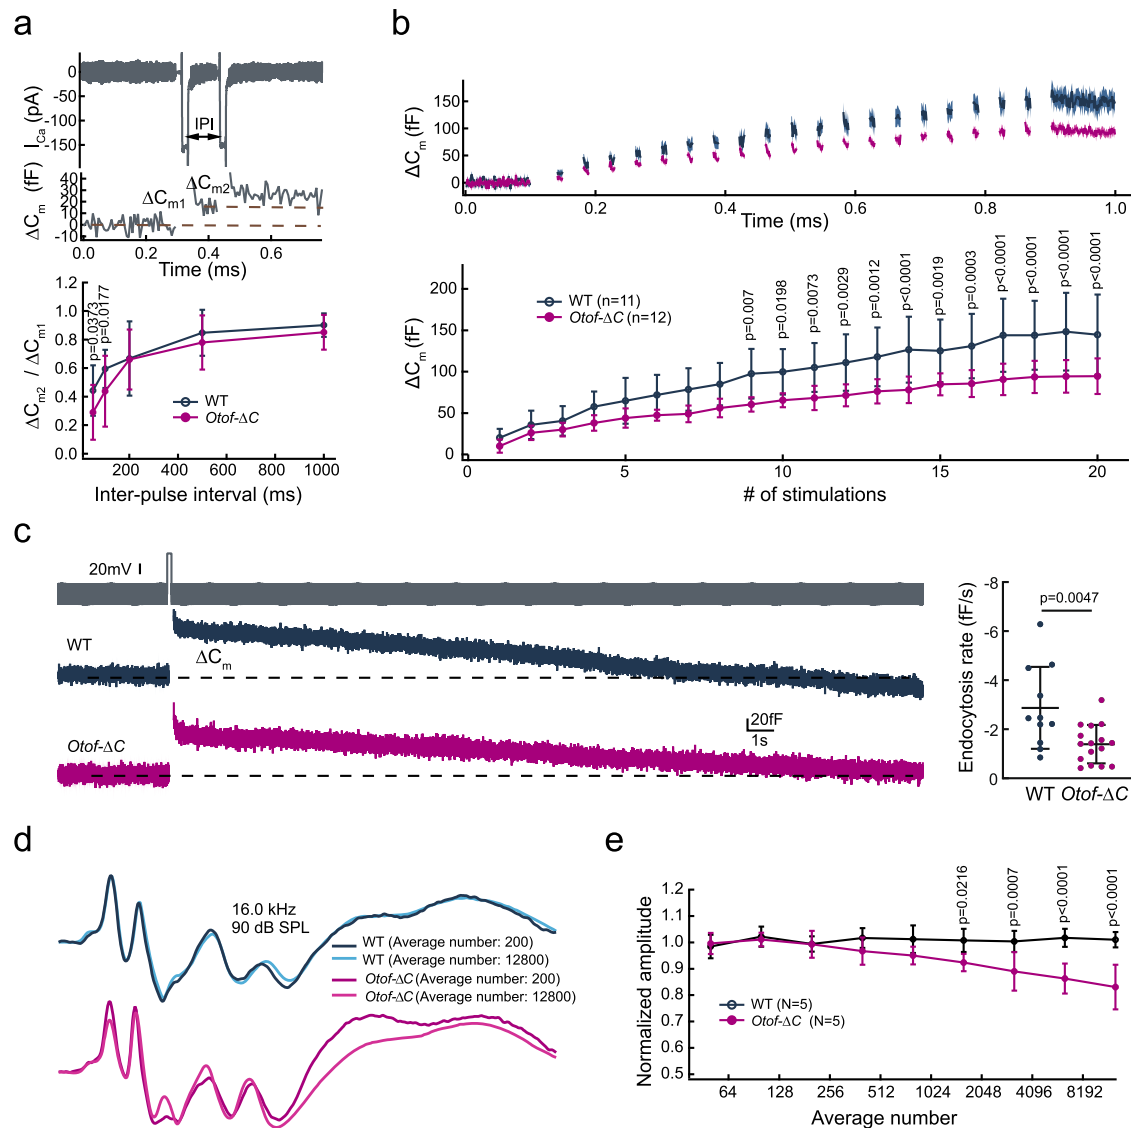 a
I_Ca (pA)
0
-50
-100
-150
IPI
ΔC_m (fF)
40
30
20
10
0
-10
ΔC_m1
ΔC_m2
0.0
0.2
0.4
0.6
Time (ms)
ΔC_m2 / ΔC_m1
1.2
1.0
0.8
0.6
0.4
0.2
0.0
p=0.0373
p=0.0177
WT
Otof-ΔC
200
400
600
800
1000
Inter-pulse interval (ms)
b
ΔC_m (fF)
150
100
50
0
0.0
0.2
0.4
0.6
0.8
1.0
Time (ms)
ΔC_m (fF)
200
150
100
50
0
WT (n=11)
Otof-ΔC (n=12)
p=0.007
p=0.0198
p=0.0073
p=0.0029
p=0.0012
p<0.0001
p=0.0019
p=0.0003
p<0.0001
p<0.0001
p<0.0001
p<0.0001
0
5
10
15
20
# of stimulations
c
20mV
WT
ΔC_m
Otof-ΔC
20fF
1s
Endocytosis rate (fF/s)
-8
-6
-4
-2
0
p=0.0047
WT
Otof-ΔC
d
16.0 kHz
90 dB SPL
WT (Average number: 200)
WT (Average number: 12800)
Otof-ΔC (Average number: 200)
Otof-ΔC (Average number: 12800)
e
Normalized amplitude
1.2
1.1
1.0
0.9
0.8
0.7
0.6
0.5
p=0.0216
p=0.0007
p<0.0001
p<0.0001
WT (N=5)
Otof-ΔC (N=5)
64
128
256
512
1024
2048
4096
8192
Average number